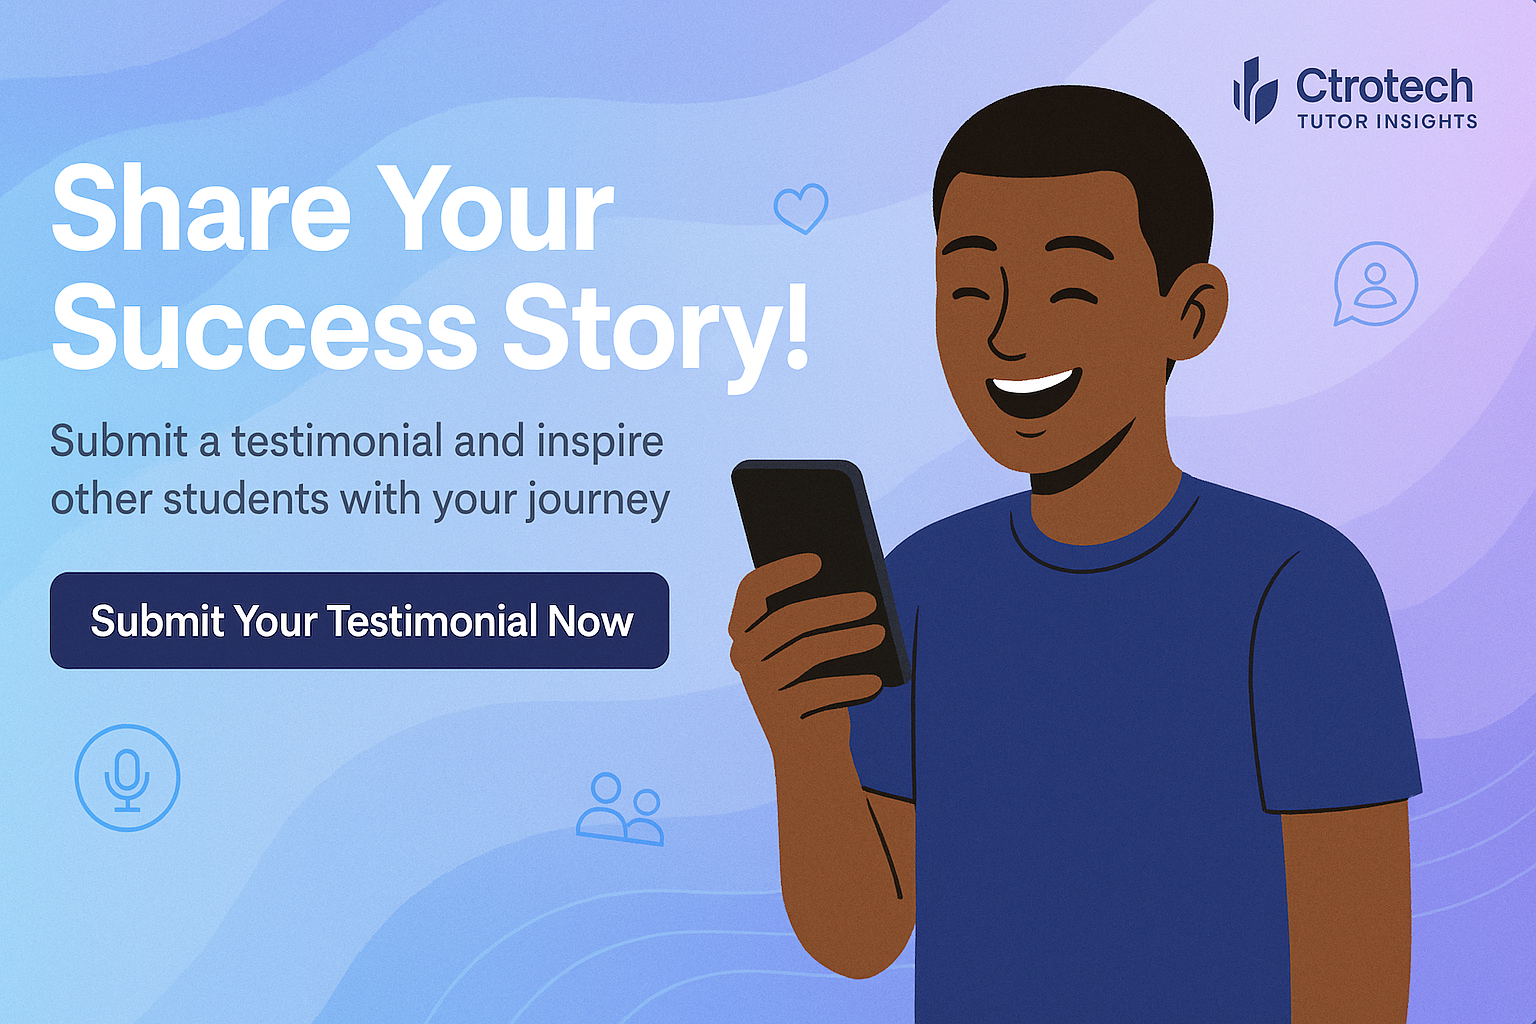 Ctrotech
TUTOR INSIGHTS
Share Your
Success Story!
Submit a testimonial and inspire
other students with your journey
Submit Your Testimonial Now